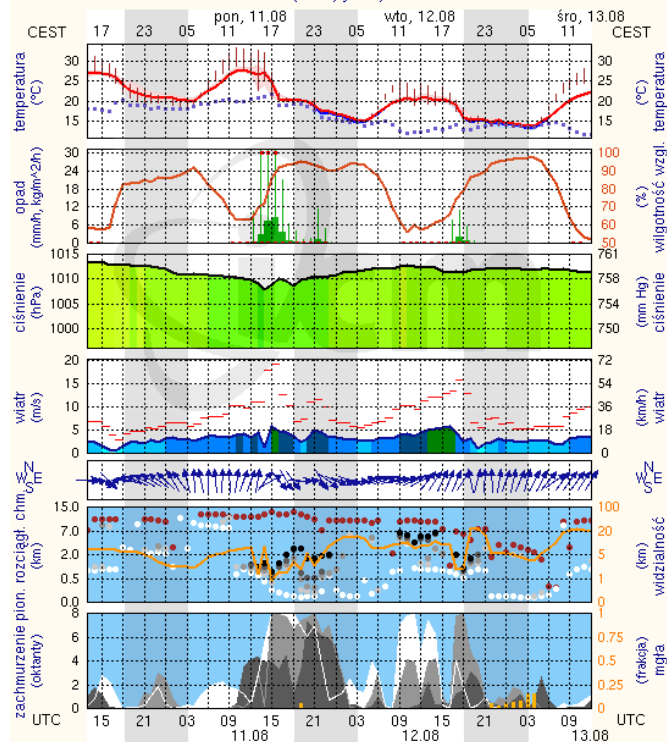 pon, 11.08 wto, 12.08 śro, 13.08
CEST 17 23 05 11 17 23 05 11 17 23 05 11 CEST
temperatura
(°C)
30
25
20
15
30
25
20
15
temperatura
(°C)
opad
(mm/h, kg/m^2/h)
30
24
18
12
6
0
100
90
80
70
60
50
(%)
wilgotność wzgl.
ciśnienie
(hPa)
1015
1010
1005
1000
761
758
754
750
(mm Hg)
ciśnienie
wiatr
(m/s)
20
15
10
5
0
72
54
36
18
0
(km/h)
wiatr
N
W E
S
N
W E
S
pion. rozciągł. chm.
(km)
15.0
7.0
2.0
0.5
0.0
100
20
5
1
0
(km)
widzialność
zachmurzenie
(oktanty)
8
6
4
2
0
1
0.75
0.5
0.25
0
(frakcja)
mgła
UTC 15 21 03 09 15 21 03 09 15 21 03 09 UTC
11.08 12.08 13.08